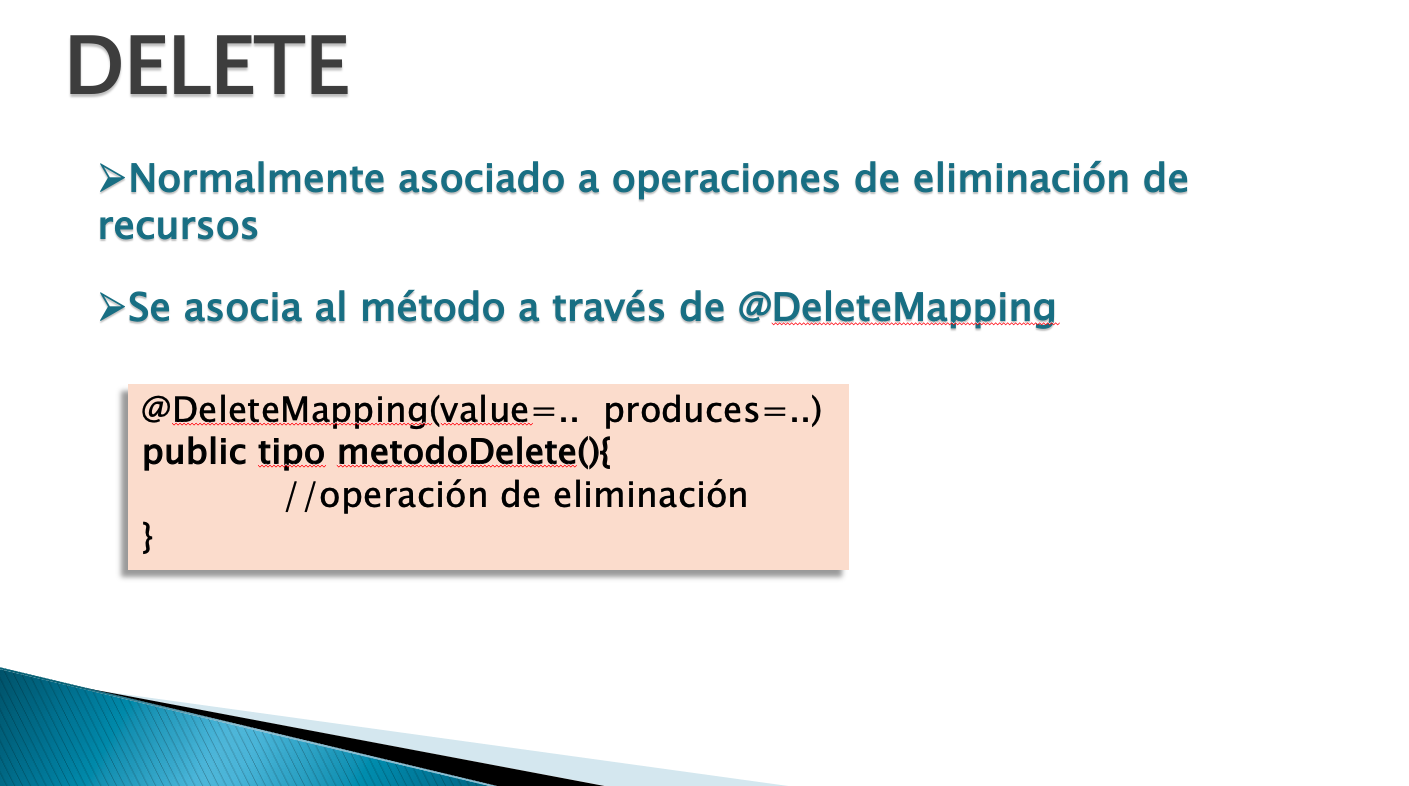 DELETE
➢Normalmente asociado a operaciones de eliminación de
recursos
➢Se asocia al método a través de @DeleteMapping
@DeleteMapping(value=..  produces=..)
public tipo metodoDelete(){
//operación de eliminación
}